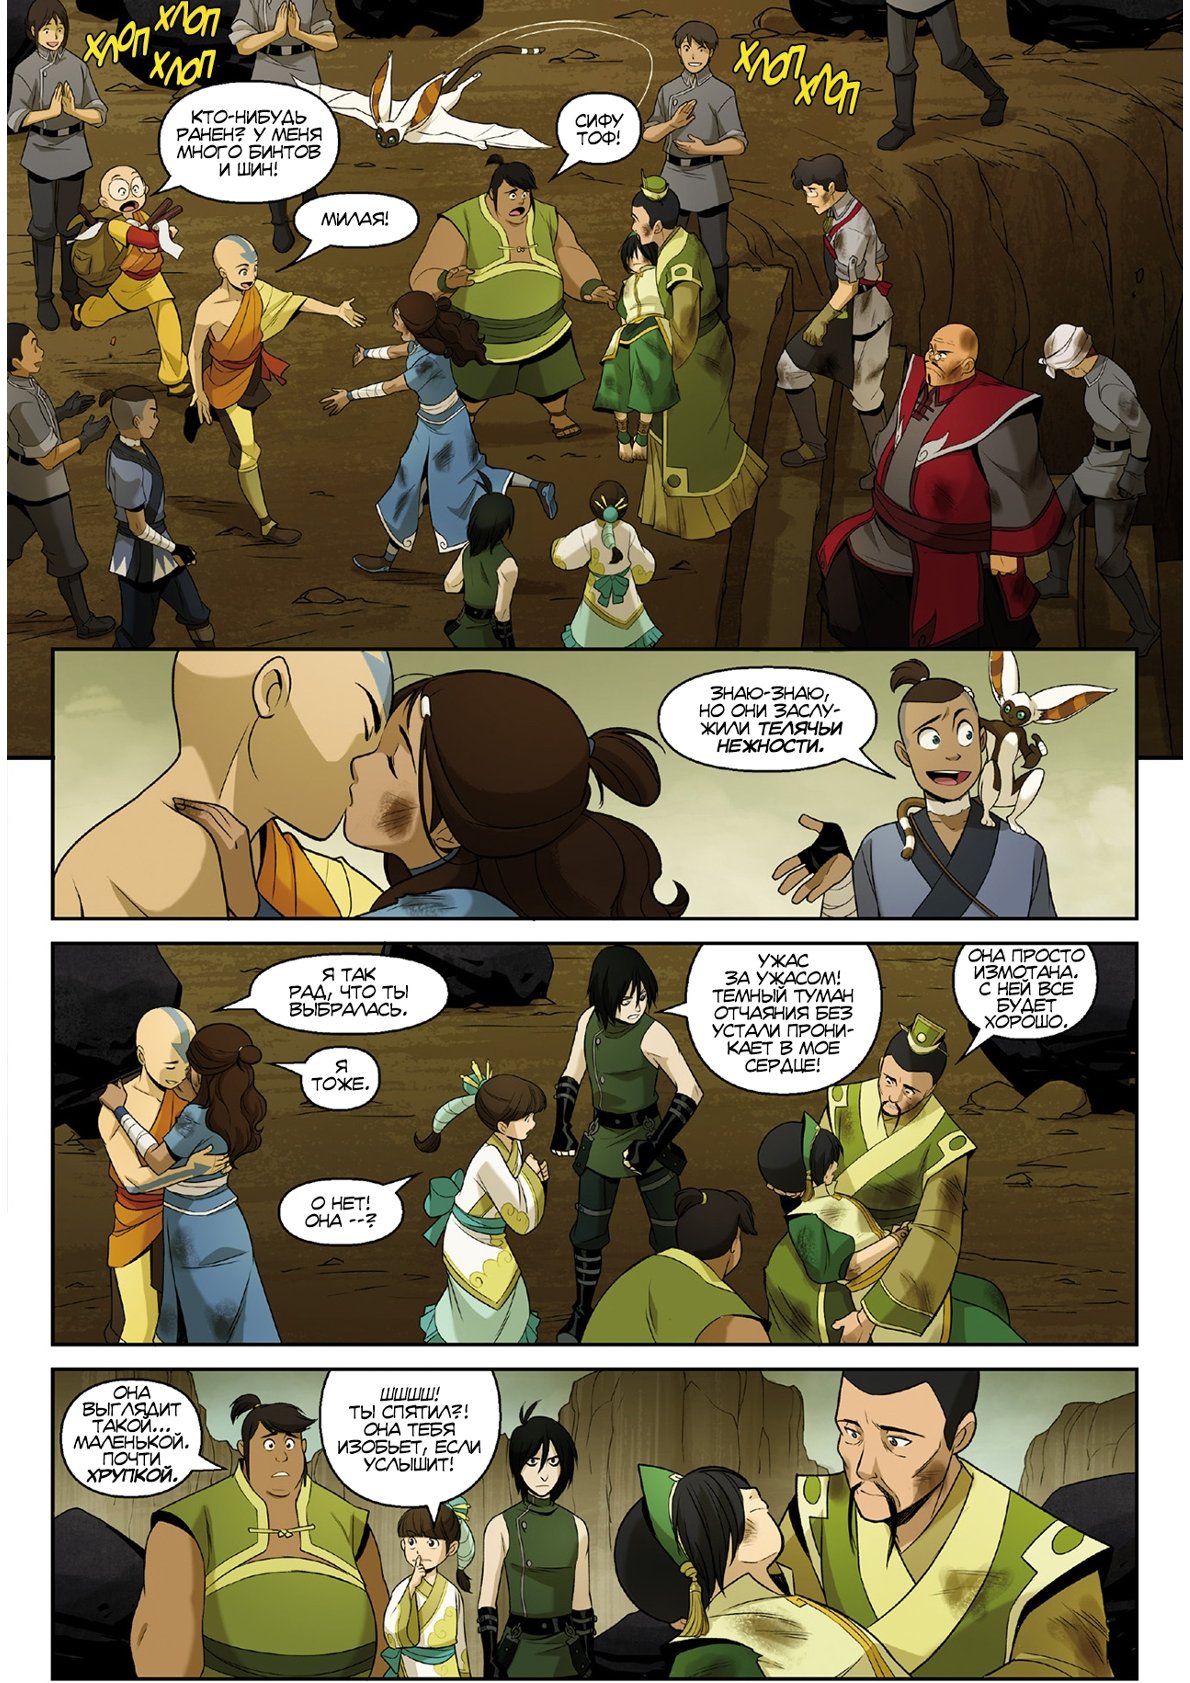 ХЛОП
ХЛОП
ХЛОП
ХЛОП
ХЛОП
КТО-НИБУДЬ
РАНЕН? У МЕНЯ
МНОГО БИНТОВ
И ШИН!
СИФУ
ТОФ!
МИЛАЯ!
ЗНАЮ-ЗНАЮ,
НО ОНИ ЗАСЛУ-
ЖИЛИ ТЕЛЯЧЬИ
НЕЖНОСТИ.
Я ТАК
РАД, ЧТО ТЫ
ВЫБРАЛАСЬ.
Я
ТОЖЕ.
О НЕТ!
ОНА --?
УЖАС
ЗА УЖАСОМ!
ТЕМНЫЙ ТУМАН
ОТЧАЯНИЯ БЕЗ
УСТАЛИ ПРОНИ-
КАЕТ В МОЕ
СЕРДЦЕ!
ОНА ПРОСТО
ИЗМОТАНА.
С НЕЙ ВСЕ
БУДЕТ
ХОРОШО.
ОНА
ВЫГЛЯДИТ
ТАКОЙ...
МАЛЕНЬКОЙ.
ПОЧТИ
ХРУПКОЙ.
ШШШШ!
ТЫ СПЯТИЛ?!
ОНА ТЕБЯ
ИЗОБЬЕТ, ЕСЛИ
УСЛЫШИТ!